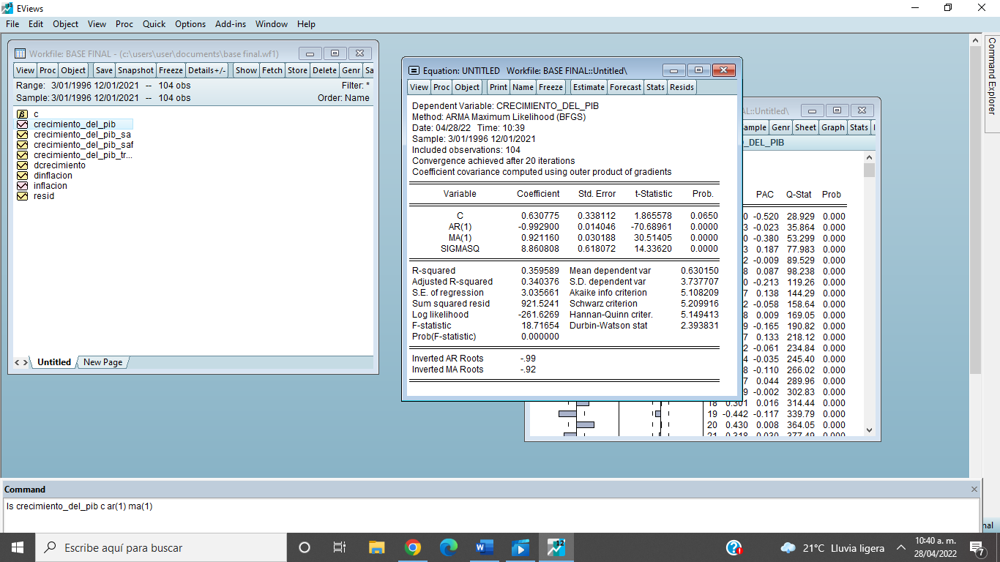 EViews
File Edit Object View Proc Quick Options Add-ins Window Help
Workfile: BASE FINAL - (c:\users\user\documents\base final.wf1)
View Proc Object Save Snapshot Freeze Details+/- Show Fetch Store Delete Genr Sa
Range: 3/01/1996 12/01/2021 -- 104 obs Filter: *
Sample: 3/01/1996 12/01/2021 -- 104 obs Order: Name
c
crecimiento_del_pib
crecimiento_del_pib_sa
crecimiento_del_pib_saf
crecimiento_del_pib_tr...
dcrecimiento
dinflacion
inflacion
resid
< > Untitled New Page
Equation: UNTITLED Workfile: BASE FINAL::Untitled\
View Proc Object Print Name Freeze Estimate Forecast Stats Resids
Dependent Variable: CRECIMIENTO_DEL_PIB
Method: ARMA Maximum Likelihood (BFGS)
Date: 04/28/22 Time: 10:39
Sample: 3/01/1996 12/01/2021
Included observations: 104
Convergence achieved after 20 iterations
Coefficient covariance computed using outer product of gradients
Variable Coefficient Std. Error t-Statistic Prob.
C 0.630775 0.338112 1.865578 0.0650
AR(1) -0.992900 0.014046 -70.68961 0.0000
MA(1) 0.921160 0.030188 30.51405 0.0000
SIGMASQ 8.860808 0.618072 14.33620 0.0000
R-squared 0.359589 Mean dependent var 0.630150
Adjusted R-squared 0.340376 S.D. dependent var 3.737707
S.E. of regression 3.035661 Akaike info criterion 5.108209
Sum squared resid 921.5241 Schwarz criterion 5.209916
Log likelihood -261.6269 Hannan-Quinn criter. 5.149413
F-statistic 18.71654 Durbin-Watson stat 2.393831
Prob(F-statistic) 0.000000
Inverted AR Roots -.99
Inverted MA Roots -.92
AL::Untitled\
ample Genr Sheet Graph Stats
O_DEL_PIB
PAC Q-Stat Prob
0 -0.520 28.929 0.000
3 -0.023 35.864 0.000
0 -0.380 53.299 0.000
3 0.187 77.983 0.000
2 -0.009 89.529 0.000
8 0.087 98.238 0.000
0 -0.213 119.26 0.000
7 0.138 144.29 0.000
2 -0.058 158.64 0.000
8 0.009 169.05 0.000
9 -0.165 190.82 0.000
7 0.133 218.12 0.000
2 -0.061 234.84 0.000
4 -0.035 245.40 0.000
8 -0.110 266.02 0.000
7 0.044 289.96 0.000
9 -0.002 302.83 0.000
18 0.301 0.016 314.44 0.000
19 -0.442 -0.117 339.79 0.000
20 0.430 0.008 364.05 0.000
21 -0.318 0.030 377.49 0.000
Command Explorer
Command
ls crecimiento_del_pib c ar(1) ma(1)
nal
Escribe aquí para buscar
12
21°C Lluvia ligera
10:40 a. m.
28/04/2022
7